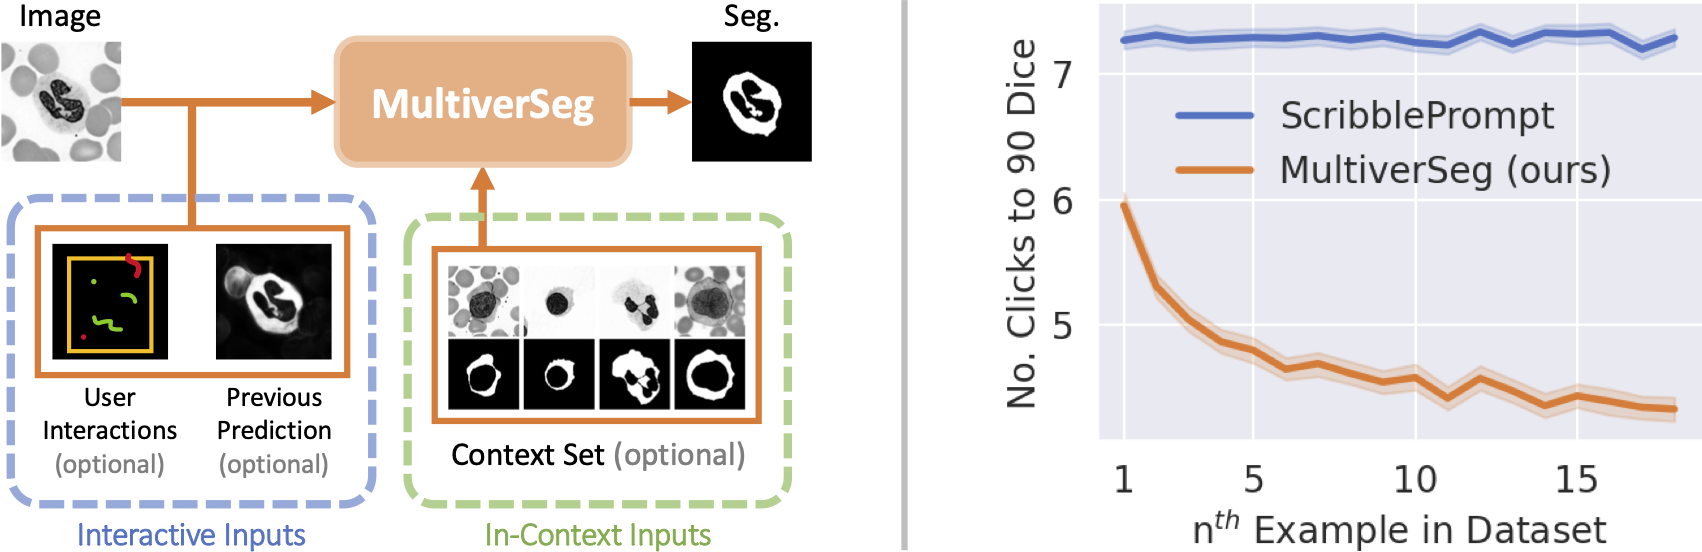 Image
MultiverSeg
Seg.
User
Interactions
(optional)
Previous
Prediction
(optional)
Interactive Inputs
Context Set (optional)
In-Context Inputs
No. Clicks to 90 Dice
7
6
5
ScribblePrompt
MultiverSeg (ours)
1 5 10 15
nᵗʰ Example in Dataset